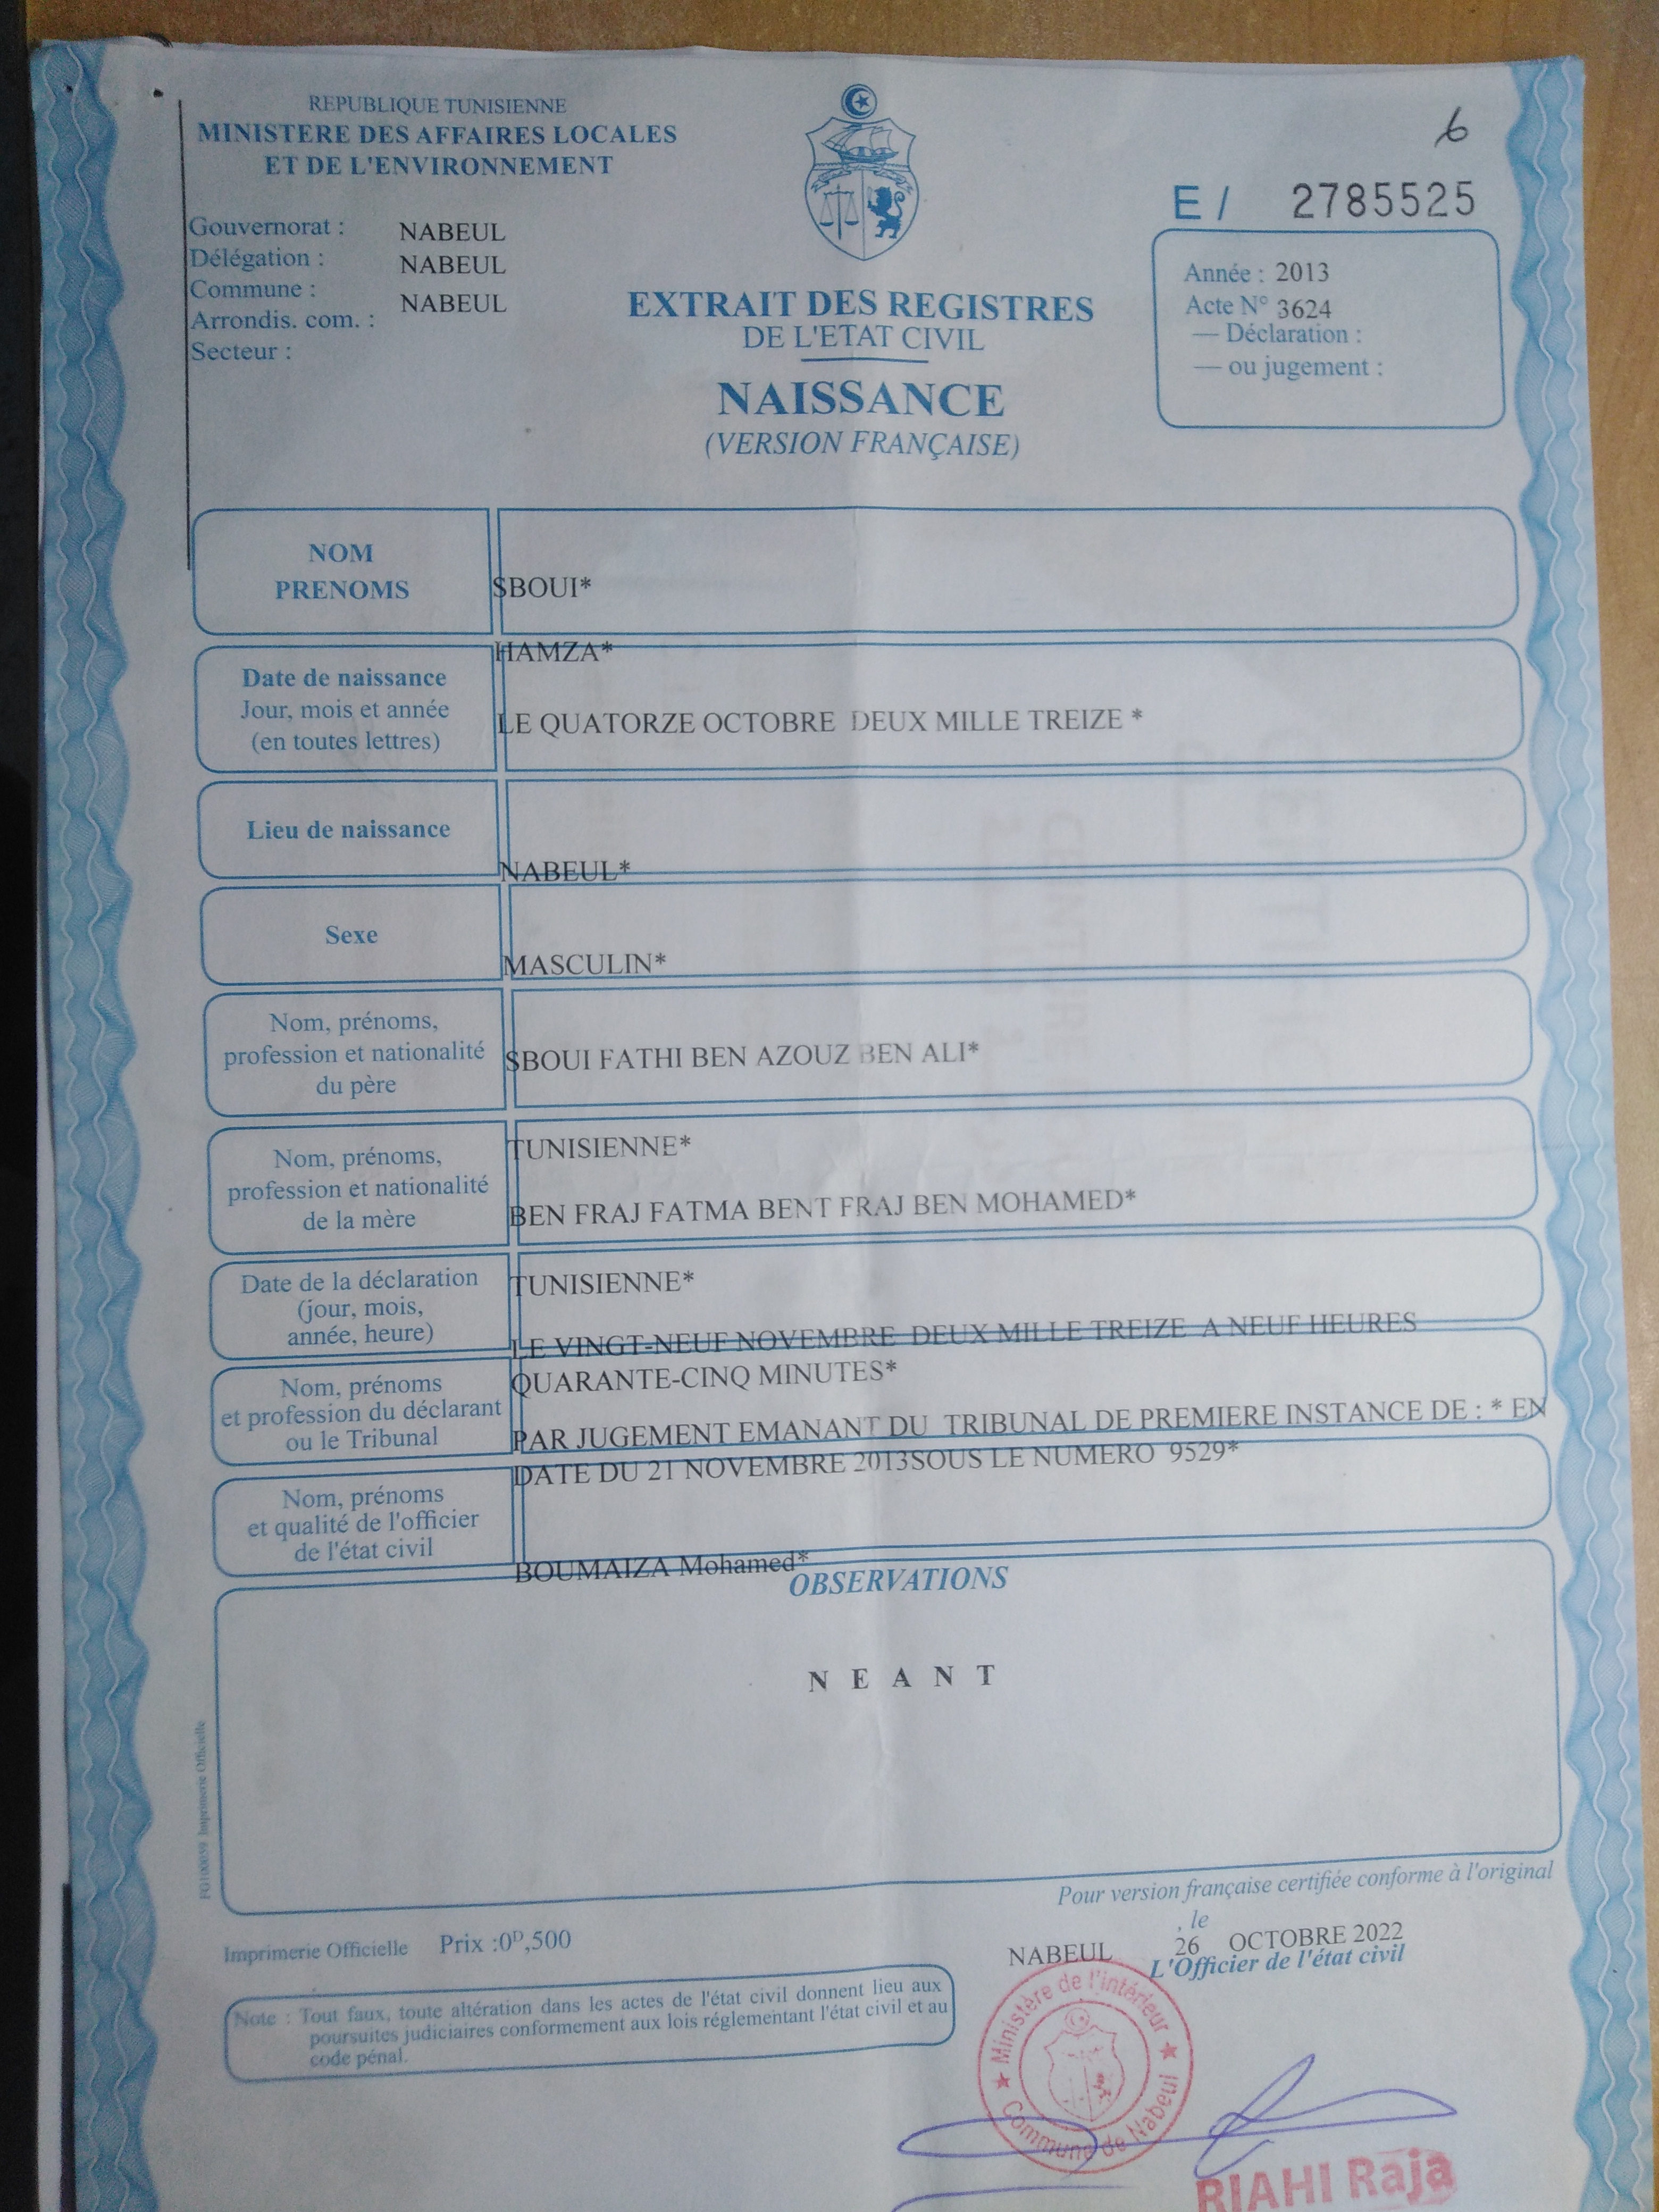 REPUBLIQUE TUNISIENNE
MINISTERE DES AFFAIRES LOCALES
ET DE L'ENVIRONNEMENT
6
E / 2785525
Gouvernorat : NABEUL
Délégation : NABEUL
Commune : NABEUL
Arrondis. com. :
Secteur :
EXTRAIT DES REGISTRES
DE L'ETAT CIVIL
NAISSANCE
(VERSION FRANÇAISE)
Année : 2013
Acte N° 3624
— Déclaration :
— ou jugement :
NOM
PRENOMS
SBOUI*
HAMZA*
Date de naissance
Jour, mois et année
(en toutes lettres)
LE QUATORZE OCTOBRE DEUX MILLE TREIZE *
Lieu de naissance
NABEUL*
Sexe
MASCULIN*
Nom, prénoms,
profession et nationalité
du père
SBOUI FATHI BEN AZOUZ BEN ALI*
TUNISIENNE*
Nom, prénoms,
profession et nationalité
de la mère
BEN FRAJ FATMA BENT FRAJ BEN MOHAMED*
TUNISIENNE*
Date de la déclaration
(jour, mois,
année, heure)
LE VINGT-NEUF NOVEMBRE DEUX MILLE TREIZE A NEUF HEURES
QUARANTE-CINQ MINUTES*
Nom, prénoms
et profession du déclarant
ou le Tribunal
PAR JUGEMENT EMANANT DU TRIBUNAL DE PREMIERE INSTANCE DE : * EN
DATE DU 21 NOVEMBRE 2013SOUS LE NUMERO 9529*
Nom, prénoms
et qualité de l'officier
de l'état civil
BOUMAIZA Mohamed*
OBSERVATIONS
N E A N T
Imprimerie Officielle
Pour version française certifiée conforme à l'original
NABEUL , le 26 OCTOBRE 2022
L'Officier de l'état civil
Imprimerie Officielle Prix :0ᴰ,500
Note : Tout faux, toute altération dans les actes de l'état civil donnent lieu aux
poursuites judiciaires conformement aux lois réglementant l'état civil et au
code pénal.
Ministère de l'intérieur
Commune de Nabeul
RIAHI Raja